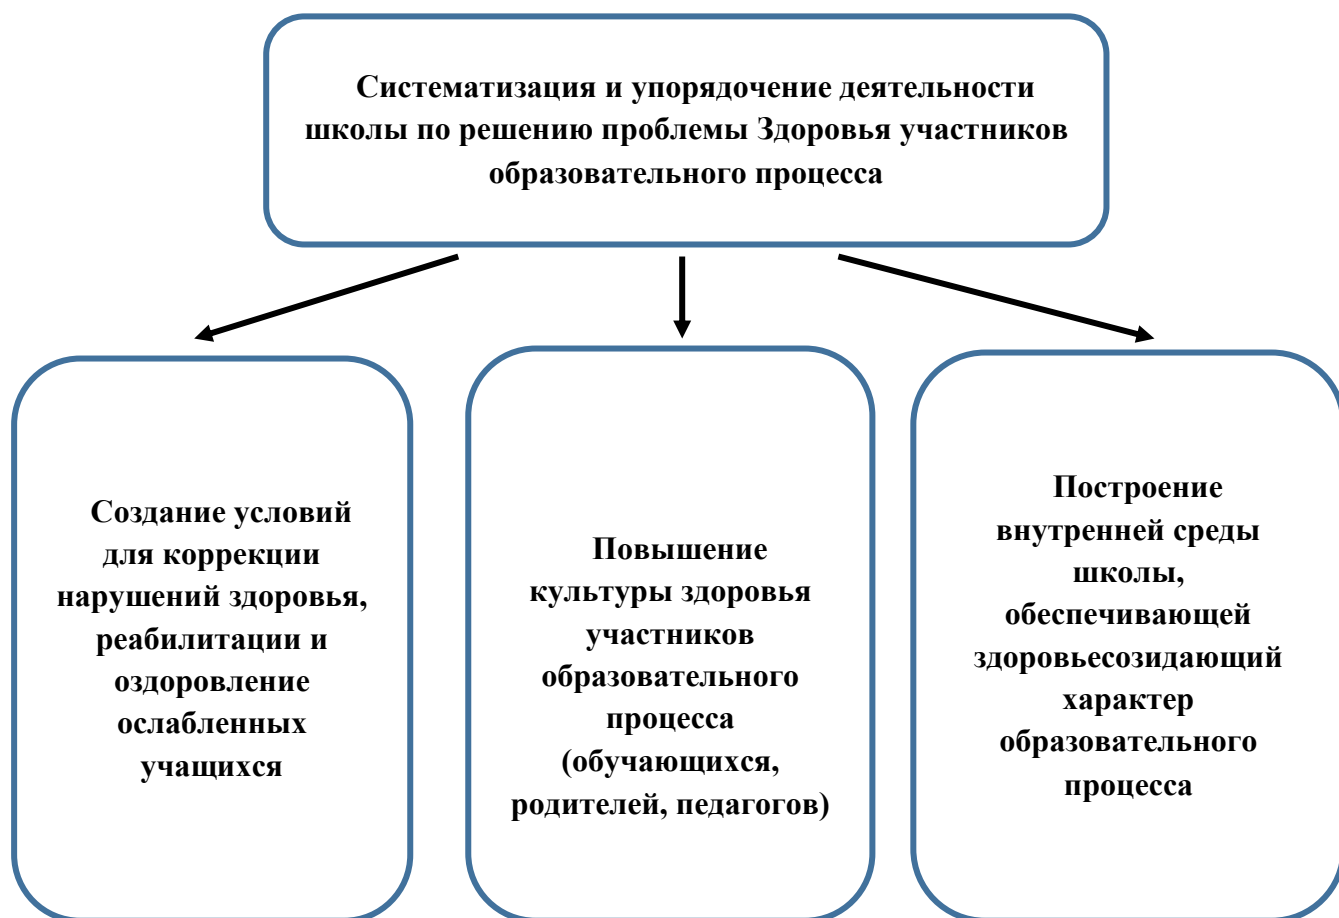 Систематизация и упорядочение деятельности
школы по решению проблемы Здоровья участников
образовательного процесса
Создание условий
для коррекции
нарушений здоровья,
реабилитации и
оздоровление
ослабленных
учащихся
Повышение
культуры здоровья
участников
образовательного
процесса
(обучающихся,
родителей, педагогов)
Построение
внутренней среды
школы,
обеспечивающей
здоровьесозидающий
характер
образовательного
процесса